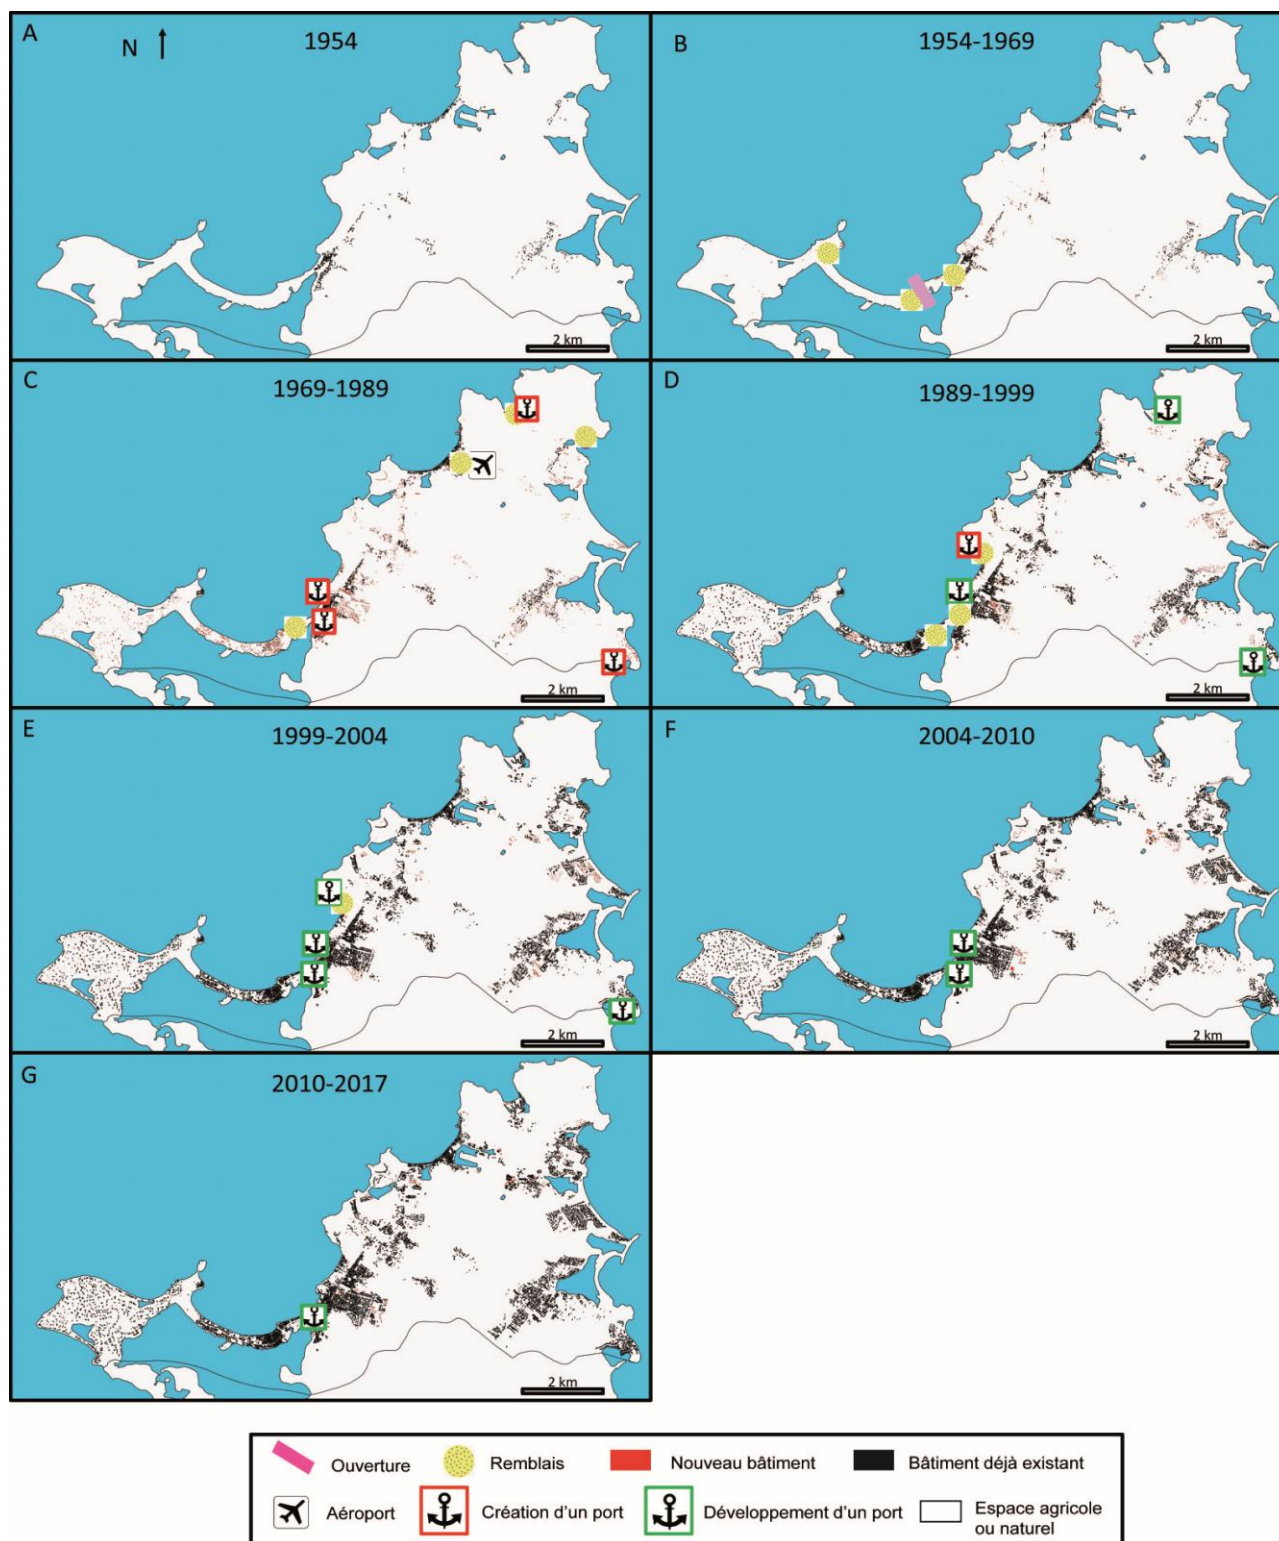 A
N
1954
2 km
B
1954-1969
2 km
C
1969-1989
2 km
D
1989-1999
2 km
E
1999-2004
2 km
F
2004-2010
2 km
G
2010-2017
2 km
Ouverture
Remblais
Nouveau bâtiment
Bâtiment déjà existant
Aéroport
Création d'un port
Développement d'un port
Espace agricole
ou naturel